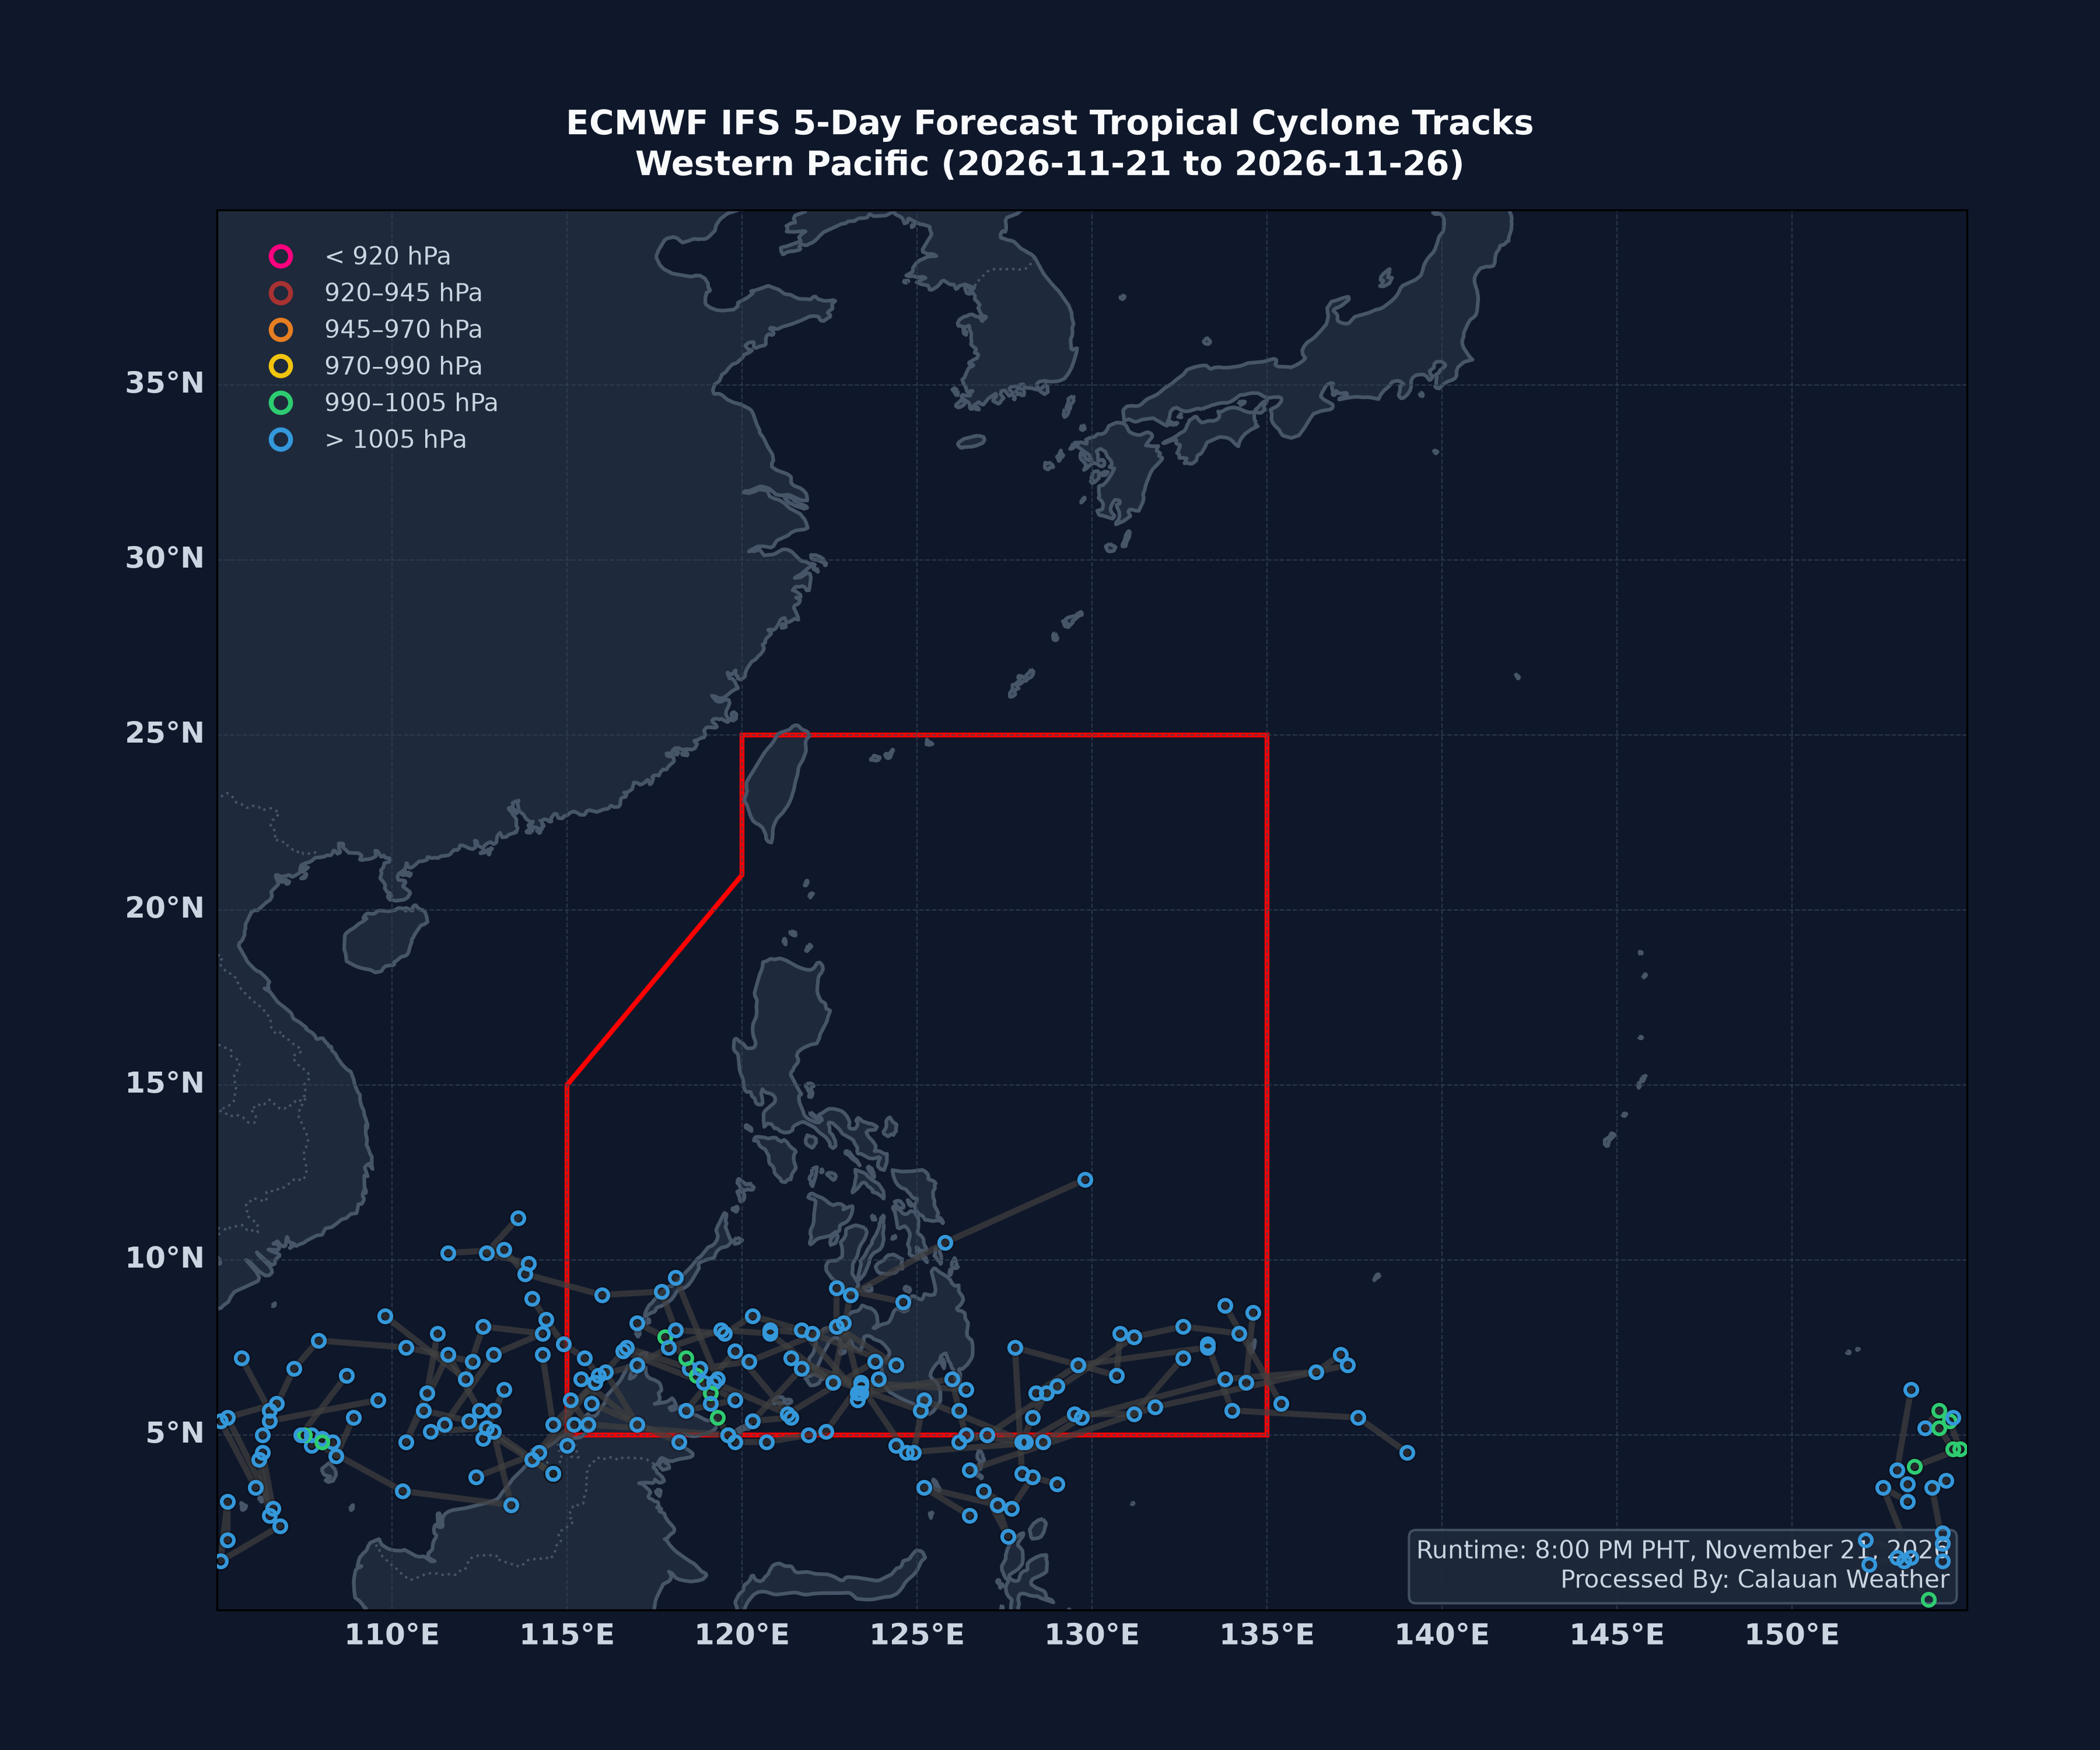 ECMWF IFS 5-Day Forecast Tropical Cyclone Tracks
Western Pacific (2026-11-21 to 2026-11-26)
< 920 hPa
920–945 hPa
945–970 hPa
970–990 hPa
990–1005 hPa
> 1005 hPa
35°N
30°N
25°N
20°N
15°N
10°N
5°N
Runtime: 8:00 PM PHT, November 21, 2026
Processed By: Calauan Weather
110°E
115°E
120°E
125°E
130°E
135°E
140°E
145°E
150°E